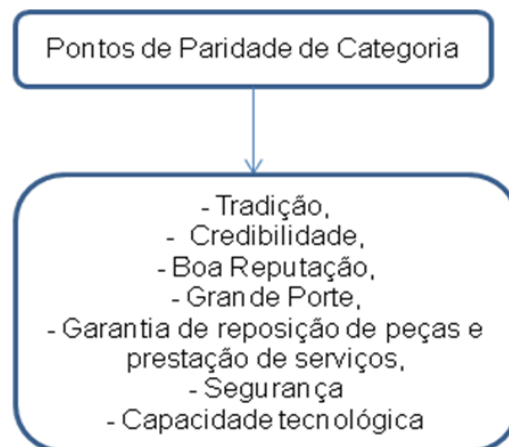 Pontos de Paridade de Categoria
- Tradição,
- Credibilidade,
- Boa Reputação,
- Grande Porte,
- Garantia de reposição de peças e
prestação de serviços,
- Segurança
- Capacidade tecnológica